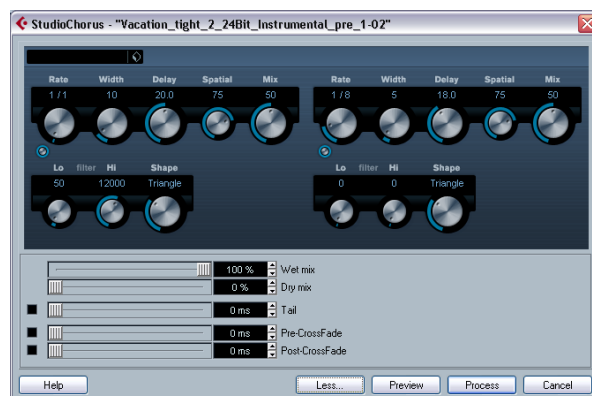 StudioChorus - "Vacation_tight_2_24Bit_Instrumental_pre_1-02"
Rate Width Delay Spatial Mix
1 / 1 10 20.0 75 50
Lo filter Hi Shape
50 12000 Triangle
Rate Width Delay Spatial Mix
1 / 8 5 18.0 75 50
Lo filter Hi Shape
0 0 Triangle
100 % Wet mix
0 % Dry mix
0 ms Tail
0 ms Pre-CrossFade
0 ms Post-CrossFade
Help Less... Preview Process Cancel